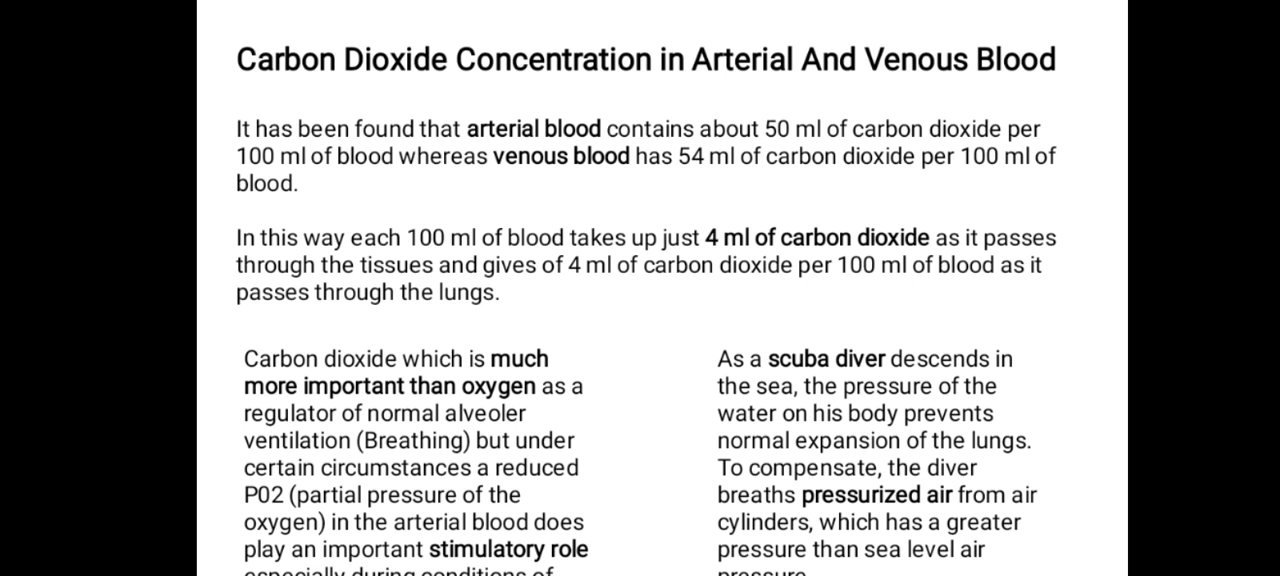 Carbon Dioxide Concentration in Arterial And Venous Blood
It has been found that arterial blood contains about 50 ml of carbon dioxide per
100 ml of blood whereas venous blood has 54 ml of carbon dioxide per 100 ml of
blood.
In this way each 100 ml of blood takes up just 4 ml of carbon dioxide as it passes
through the tissues and gives of 4 ml of carbon dioxide per 100 ml of blood as it
passes through the lungs.
Carbon dioxide which is much
more important than oxygen as a
regulator of normal alveoler
ventilation (Breathing) but under
certain circumstances a reduced
P02 (partial pressure of the
oxygen) in the arterial blood does
play an important stimulatory role
especially during conditions of
As a scuba diver descends in
the sea, the pressure of the
water on his body prevents
normal expansion of the lungs.
To compensate, the diver
breaths pressurized air from air
cylinders, which has a greater
pressure than sea level air
pressure.